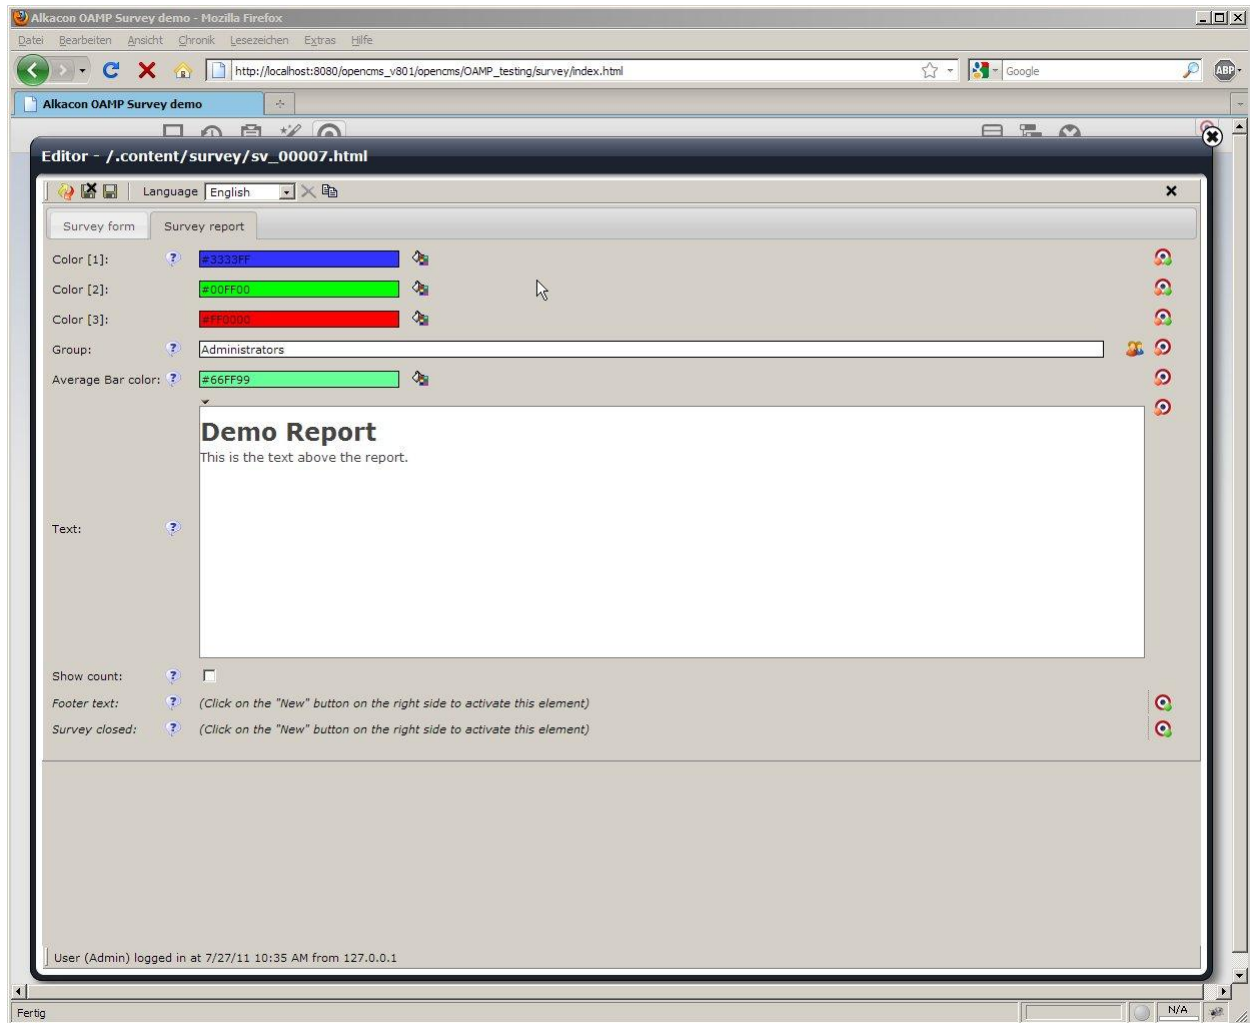 Alkacon OAMP Survey demo - Mozilla Firefox
Datei Bearbeiten Ansicht Chronik Lesezeichen Extras Hilfe
http://localhost:8080/opencms_v801/opencms/OAMP_testing/survey/index.html Google ABP
Alkacon OAMP Survey demo
Editor - /.content/survey/sv_00007.html
Language English
Survey form Survey report
Color [1]: #3333FF
Color [2]: #00FF00
Color [3]: #FF0000
Group: Administrators
Average Bar color: #66FF99
Demo Report
This is the text above the report.
Text:
Show count:
Footer text: (Click on the "New" button on the right side to activate this element)
Survey closed: (Click on the "New" button on the right side to activate this element)
User (Admin) logged in at 7/27/11 10:35 AM from 127.0.0.1
Fertig N/A